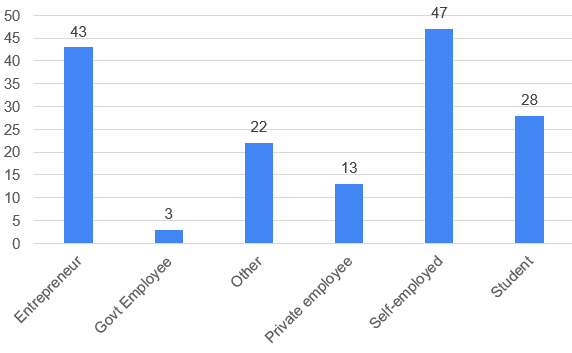 50
45
40
35
30
25
20
15
10
5
0
43
3
22
13
47
28
Entrepreneur
Govt Employee
Other
Private employee
Self-employed
Student